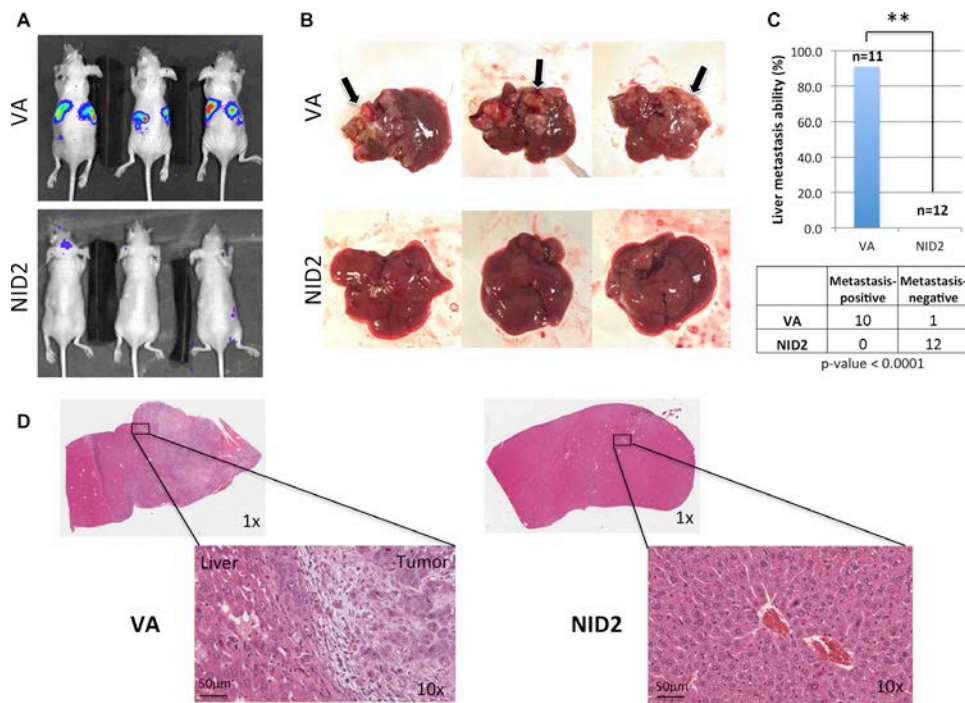 A
VA
NID2
B
VA
NID2
C
**
Liver metastasis ability (%)
100.0
80.0
60.0
40.0
20.0
0.0
n=11
n=12
VA
NID2
Metastasis-
positive
Metastasis-
negative
VA 10 1
NID2 0 12
p-value < 0.0001
D
1x
1x
Liver Tumor
VA
50µm
10x
NID2
50µm
10x